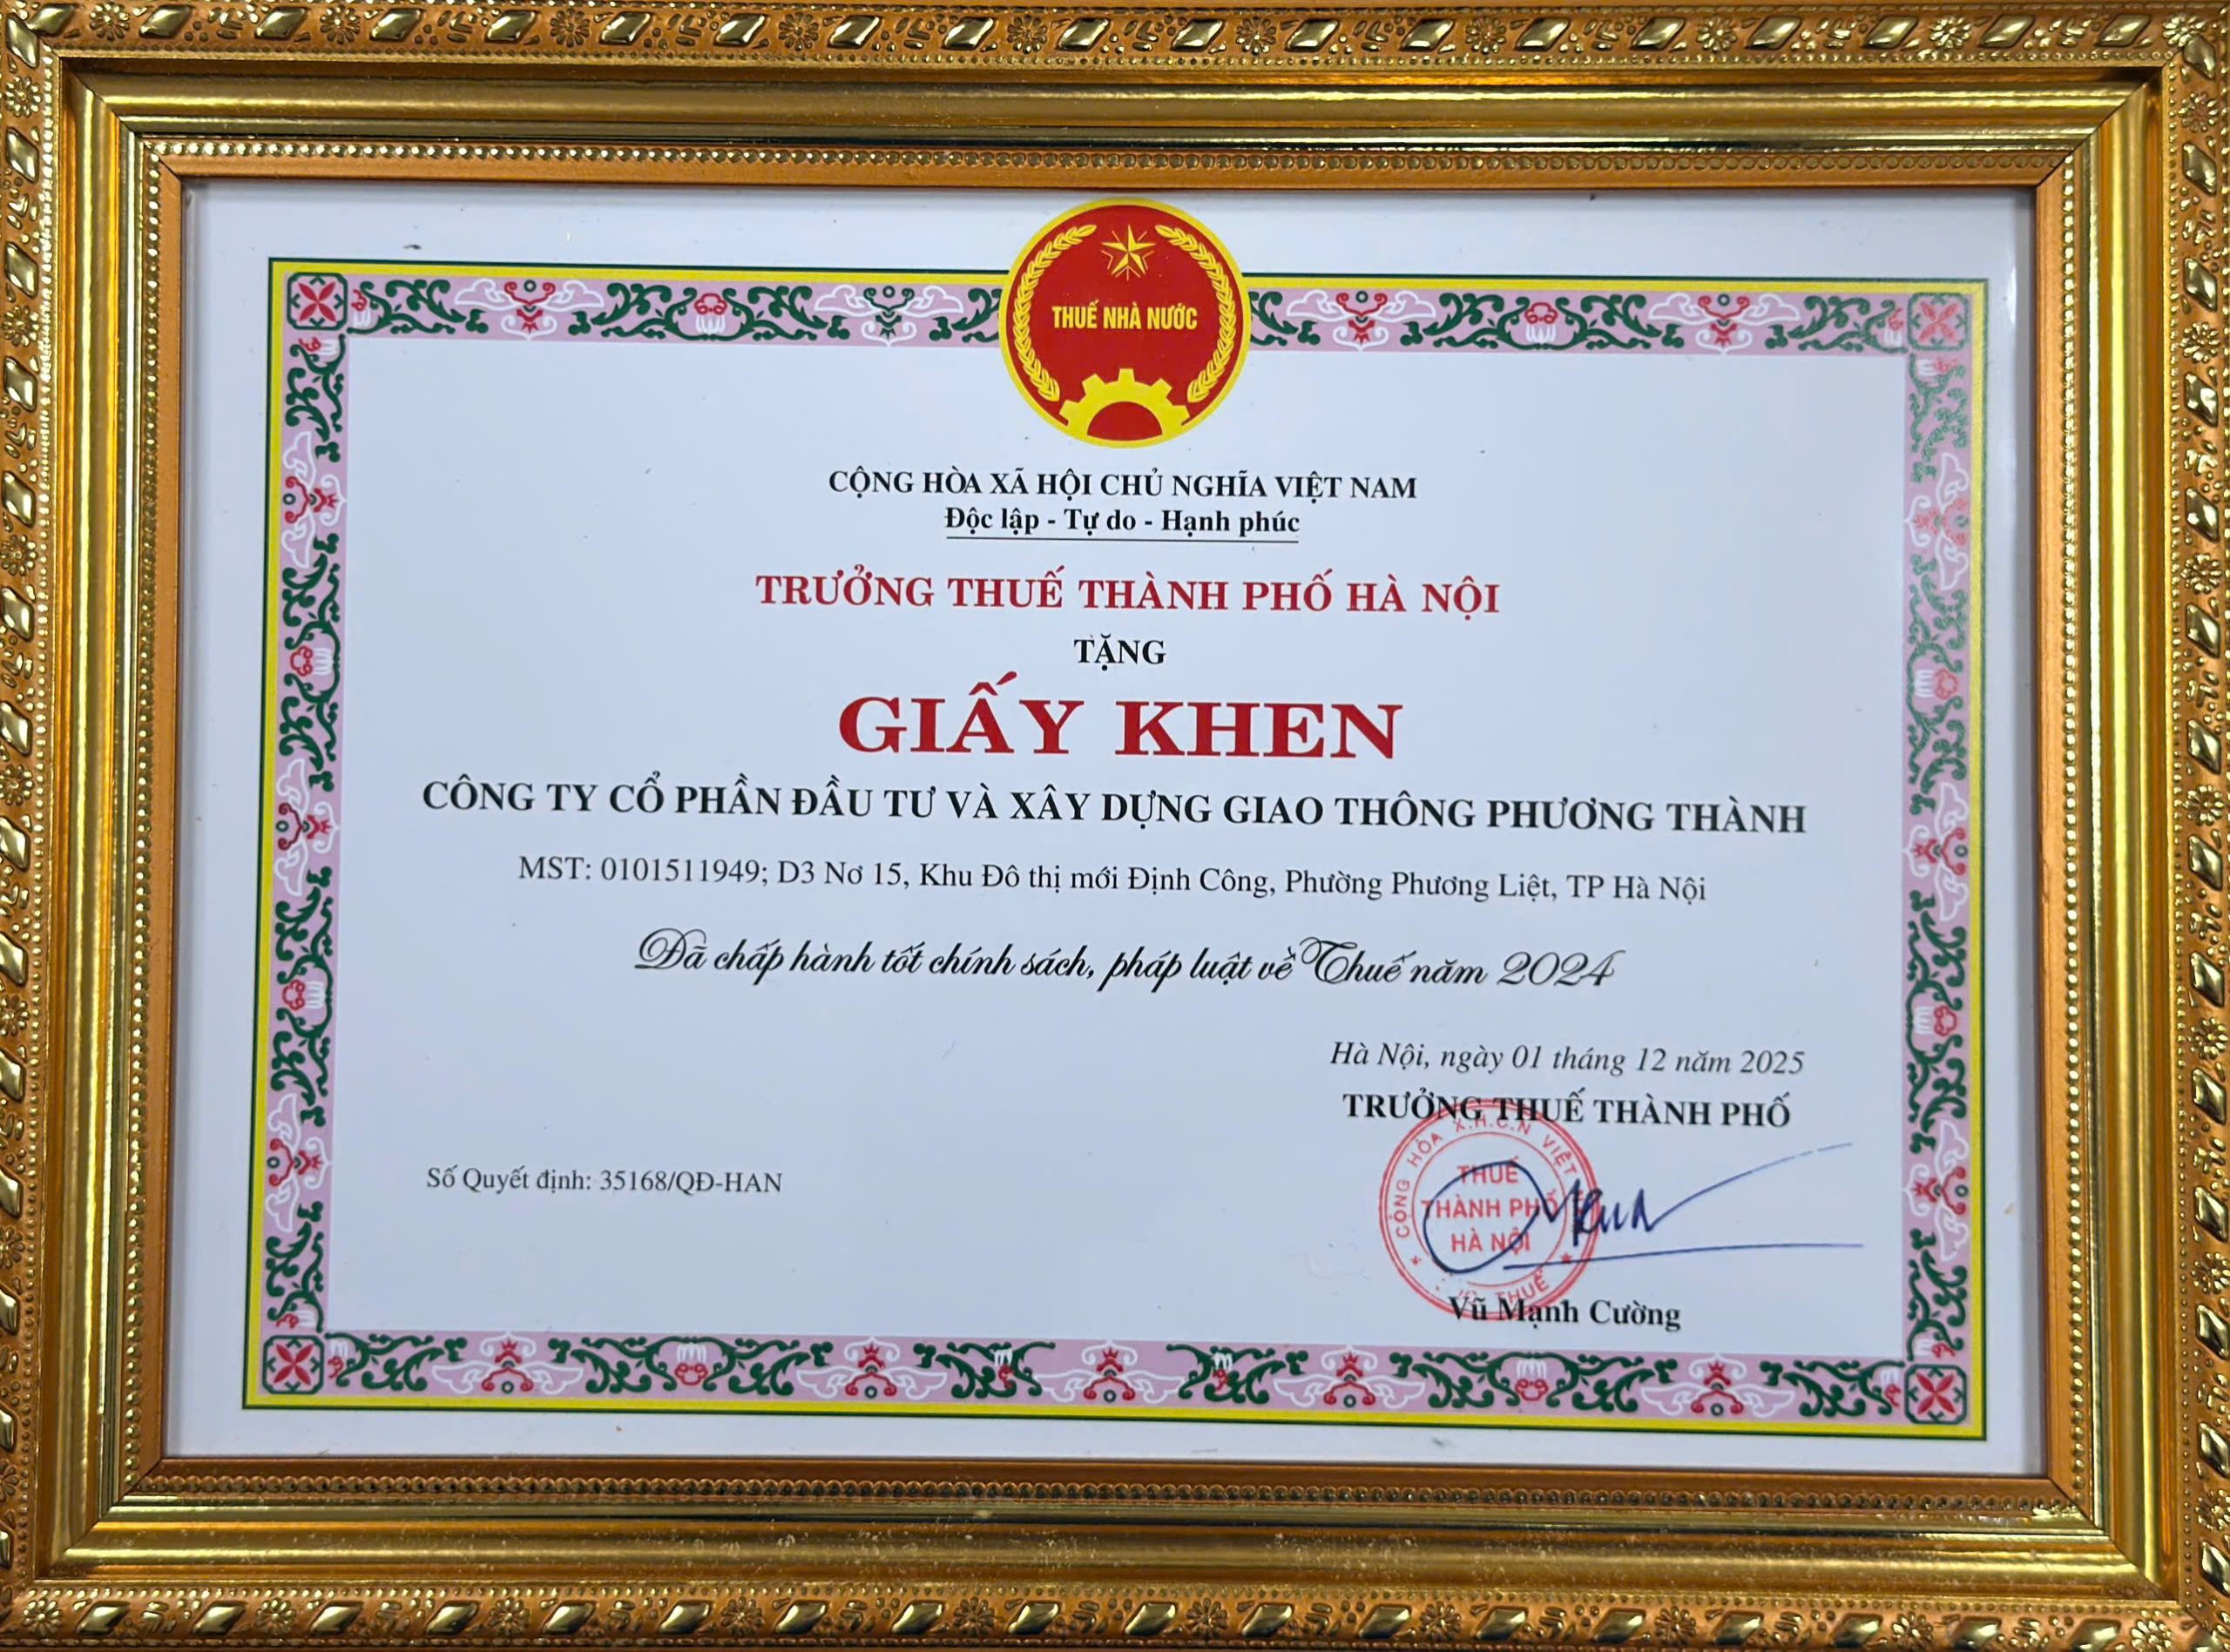 THUẾ NHÀ NƯỚC
CỘNG HÒA XÃ HỘI CHỦ NGHĨA VIỆT NAM
Độc lập - Tự do - Hạnh phúc
TRƯỞNG THUẾ THÀNH PHỐ HÀ NỘI
TẶNG
GIẤY KHEN
CÔNG TY CỔ PHẦN ĐẦU TƯ VÀ XÂY DỰNG GIAO THÔNG PHƯƠNG THÀNH
MST: 0101511949; D3 Nơ 15, Khu Đô thị mới Định Công, Phường Phương Liệt, TP Hà Nội
Đã chấp hành tốt chính sách, pháp luật về Thuế năm 2024
Hà Nội, ngày 01 tháng 12 năm 2025
TRƯỞNG THUẾ THÀNH PHỐ
Số Quyết định: 35168/QĐ-HAN
CỘNG HÒA X.H.C.N VIỆT
THUẾ
THÀNH PHỐ
HÀ NỘI
THUẾ
Vũ Mạnh Cường